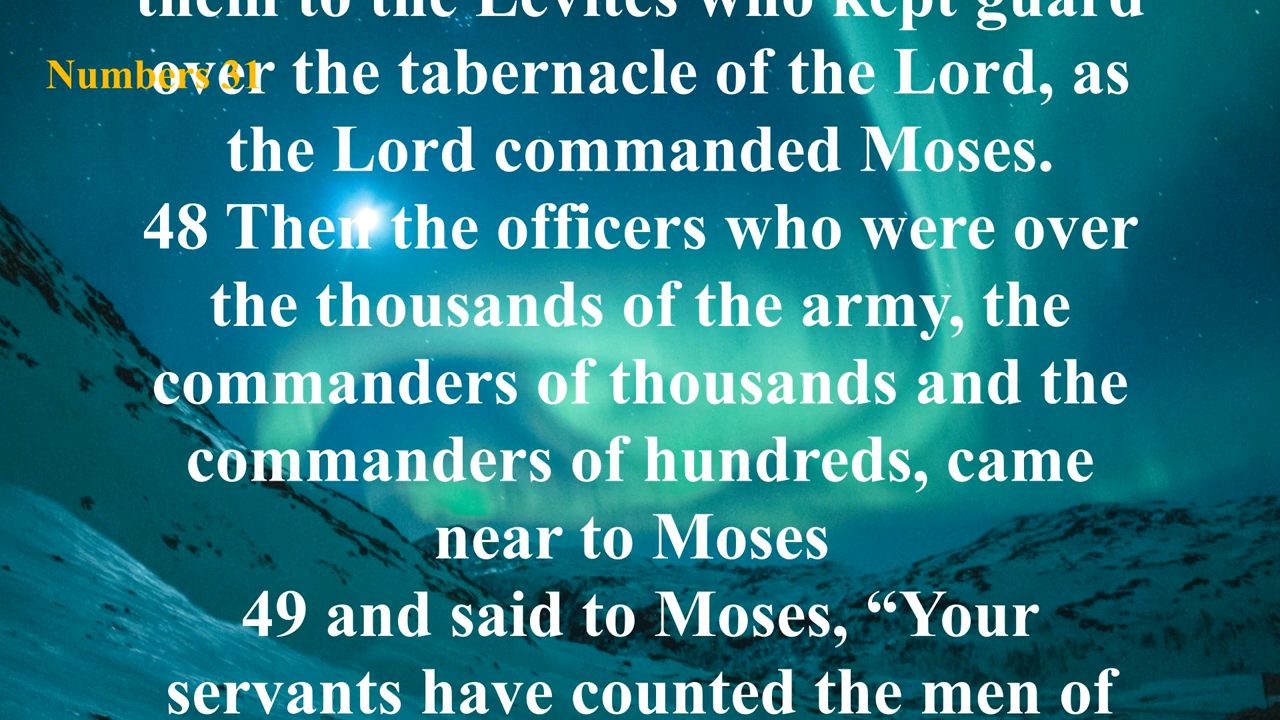 them to the Levites who kept guard
Numbers 31
over the tabernacle of the Lord, as
the Lord commanded Moses.
48 Then the officers who were over
the thousands of the army, the
commanders of thousands and the
commanders of hundreds, came
near to Moses
49 and said to Moses, “Your
servants have counted the men of